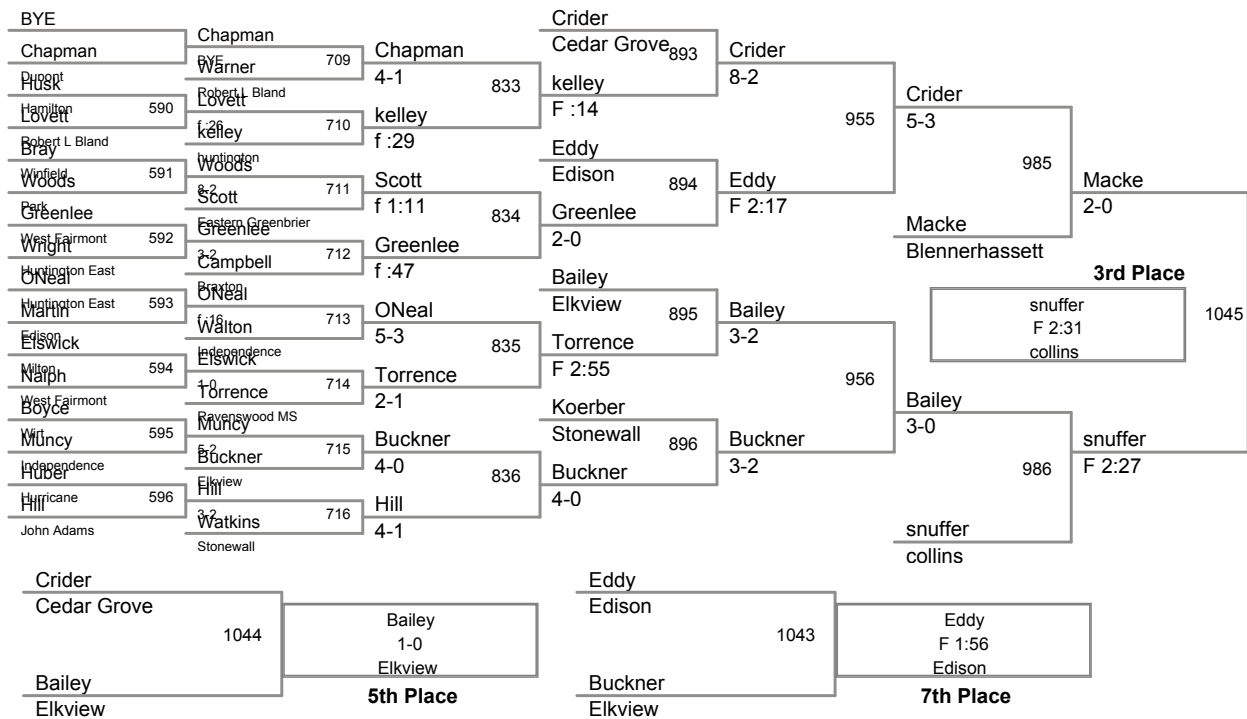 BYE
Chapman
Dupont
Husk
Hamilton
590
Lovett
Robert L Bland
Bray
Winfield
591
Woods
Park
Greenlee
West Fairmont
592
Wright
Huntington East
ONeal
Huntington East
593
Martin
Edison
Elswick
Milton
594
Nalph
West Fairmont
Boyce
Wirt
595
Muncy
Independence
Huber
Hurricane
596
Hill
John Adams
Chapman
BYE
709
Warner
Robert L Bland
Lovett
f :26
710
kelley
huntington
Woods
8-2
711
Scott
Eastern Greenbrier
Greenlee
3-2
712
Campbell
Braxton
ONeal
f :16
713
Walton
Independence
Elswick
1-0
714
Torrence
Ravenswood MS
Muncy
5-2
715
Buckner
Elkview
Hill
3-2
716
Watkins
Stonewall
Chapman
4-1
833
kelley
f :29
Scott
f 1:11
834
Greenlee
f :47
ONeal
5-3
835
Torrence
2-1
Buckner
4-0
836
Hill
4-1
Crider
Cedar Grove
893
kelley
F :14
Eddy
Edison
894
Greenlee
2-0
Bailey
Elkview
895
Torrence
F 2:55
Koerber
Stonewall
896
Buckner
4-0
Crider
8-2
955
Eddy
F 2:17
Bailey
3-2
956
Buckner
3-2
Crider
5-3
985
Macke
Blennerhassett
Bailey
3-0
986
snuffer
collins
Macke
2-0
1045
snuffer
F 2:27
3rd Place
snuffer
F 2:31
collins
Crider
Cedar Grove
1044
Bailey
Elkview
Bailey
1-0
Elkview
5th Place
Eddy
Edison
1043
Buckner
Elkview
Eddy
F 1:56
Edison
7th Place